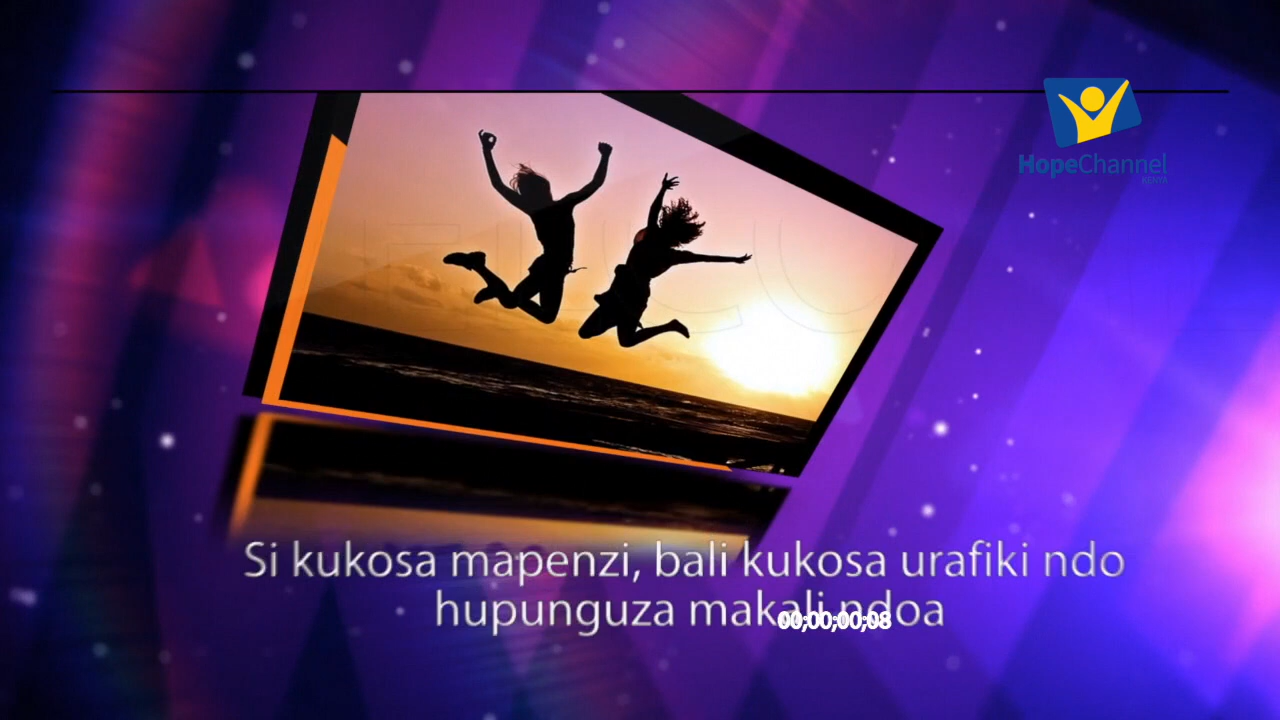 HopeChannel
KENYA
Si kukosa mapenzi, bali kukosa urafiki ndo
hupunguza makali ndoa
00;00;00;08